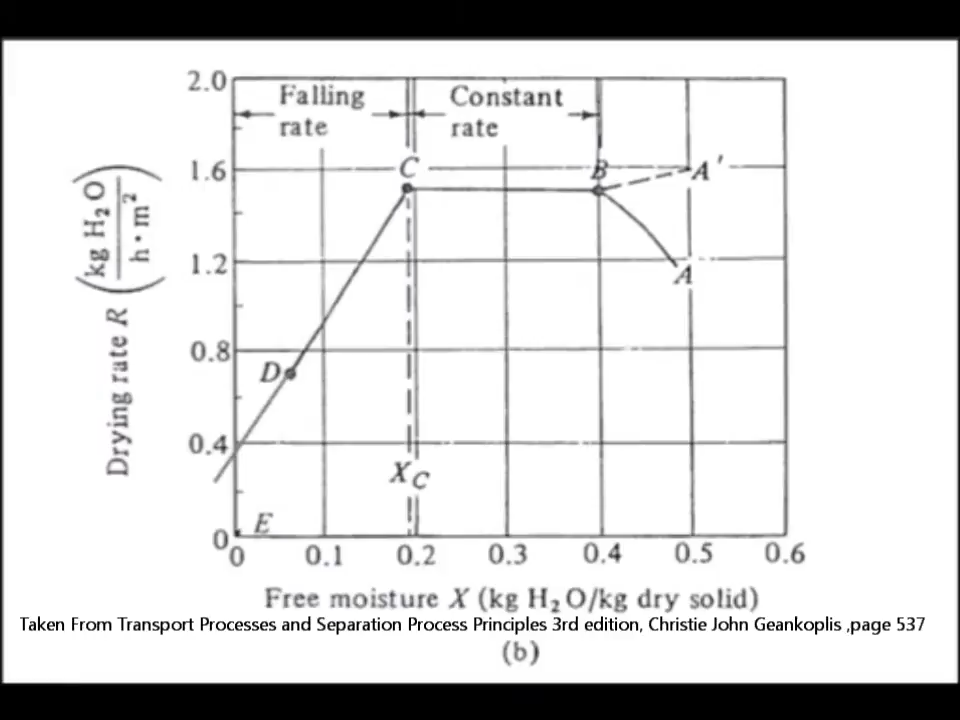 2.0
Falling
rate
Constant
rate
1.6
C
B
A'
1.2
A
Drying rate R (kg H2O / h·m2)
0.8
D
0.4
XC
E
0
0 0.1 0.2 0.3 0.4 0.5 0.6
Free moisture X (kg H2O/kg dry solid)
Taken From Transport Processes and Separation Process Principles 3rd edition, Christie John Geankoplis ,page 537
(b)